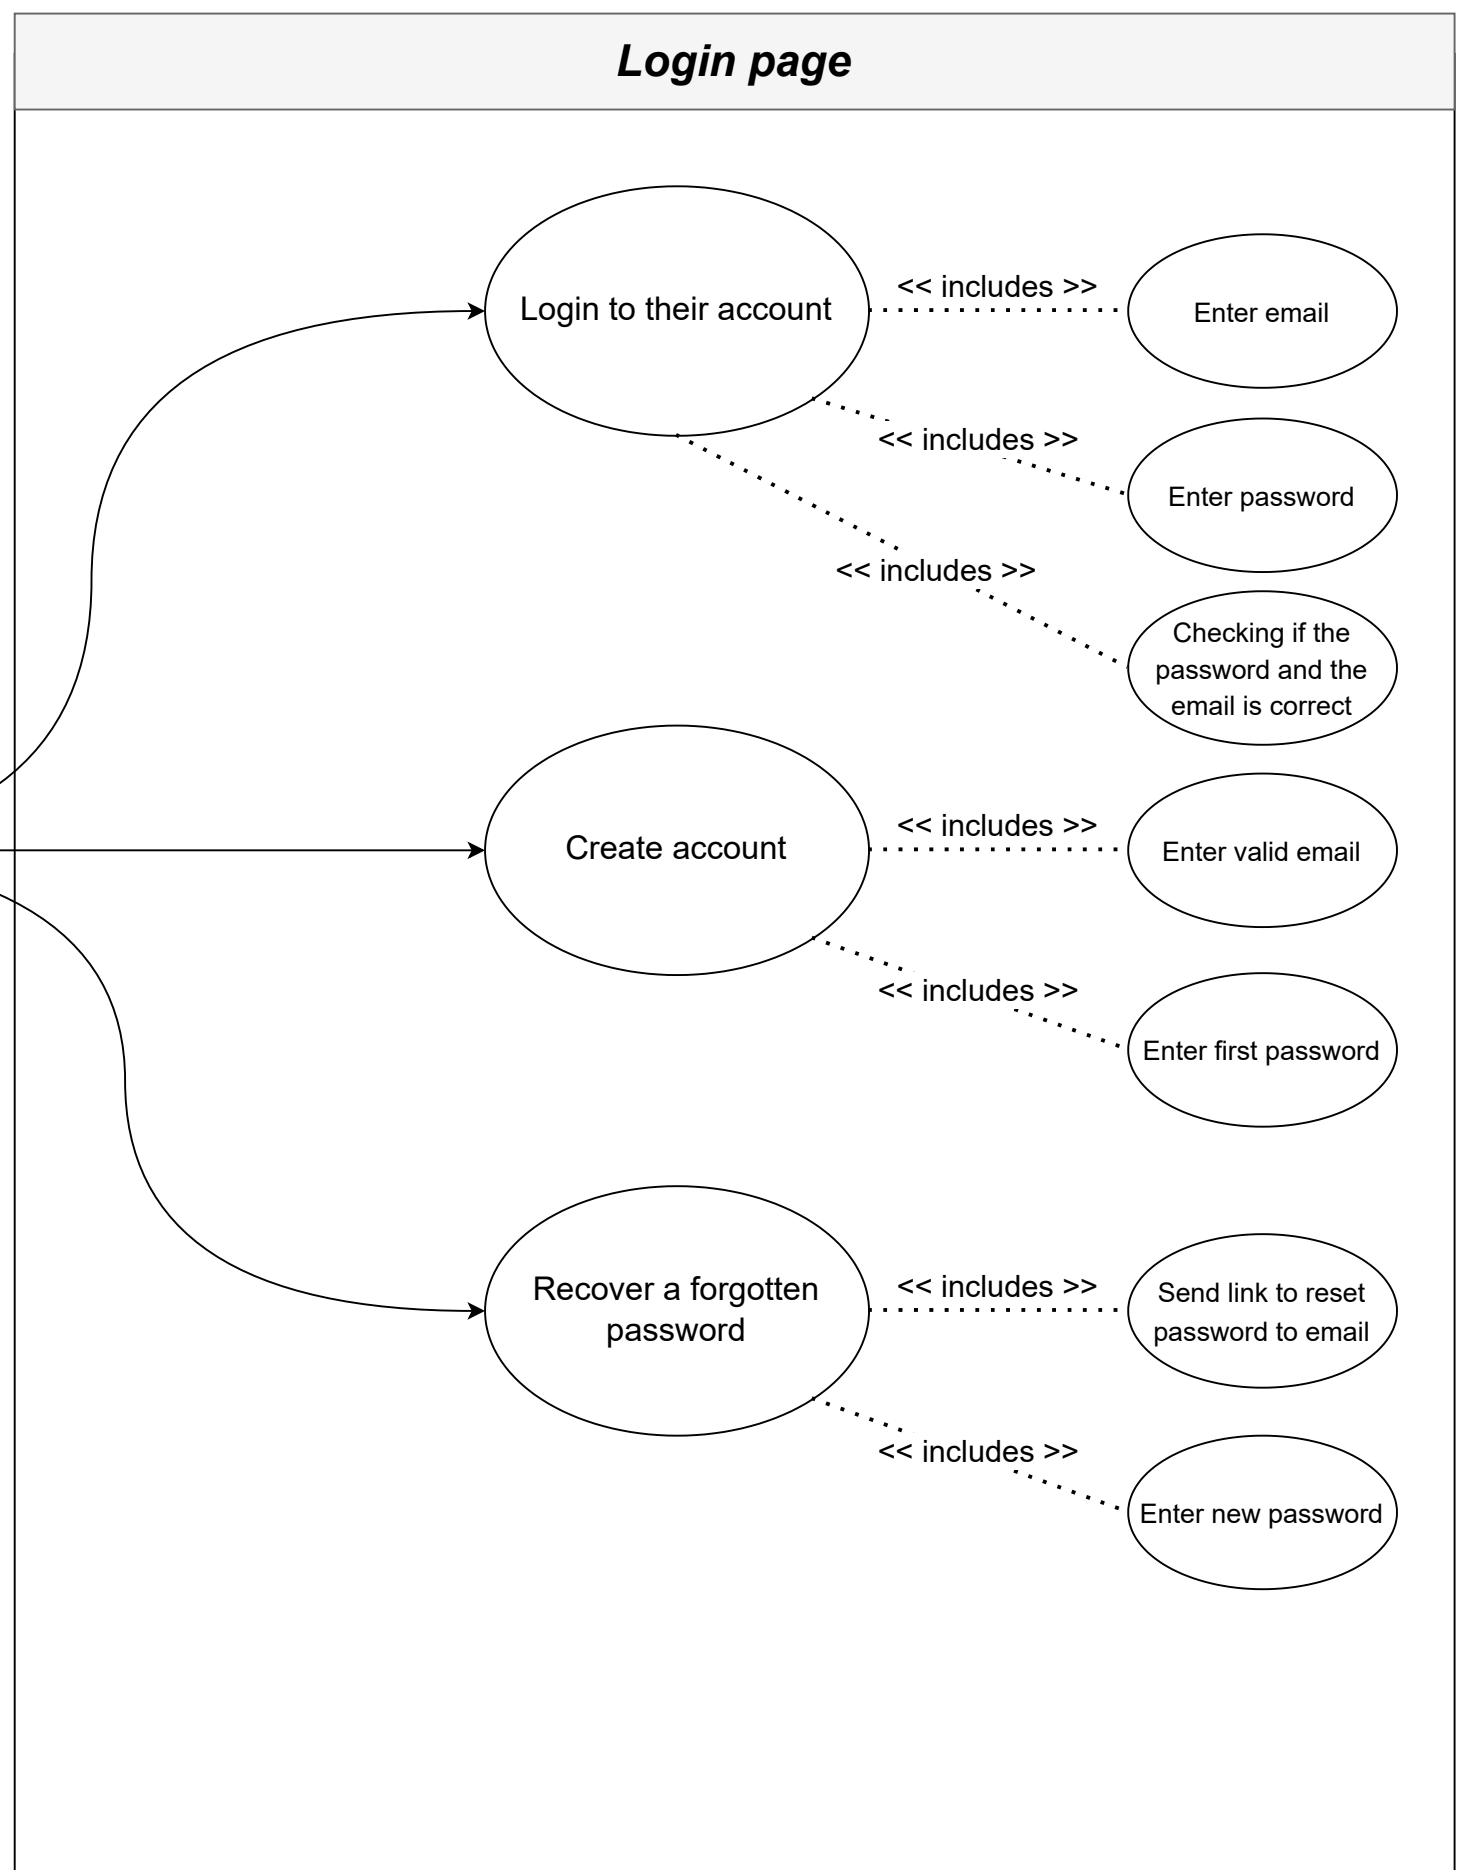 Login page
Login to their account
<< includes >>
Enter email
<< includes >>
Enter password
<< includes >>
Checking if the
password and the
email is correct
Create account
<< includes >>
Enter valid email
<< includes >>
Enter first password
Recover a forgotten
password
<< includes >>
Send link to reset
password to email
<< includes >>
Enter new password